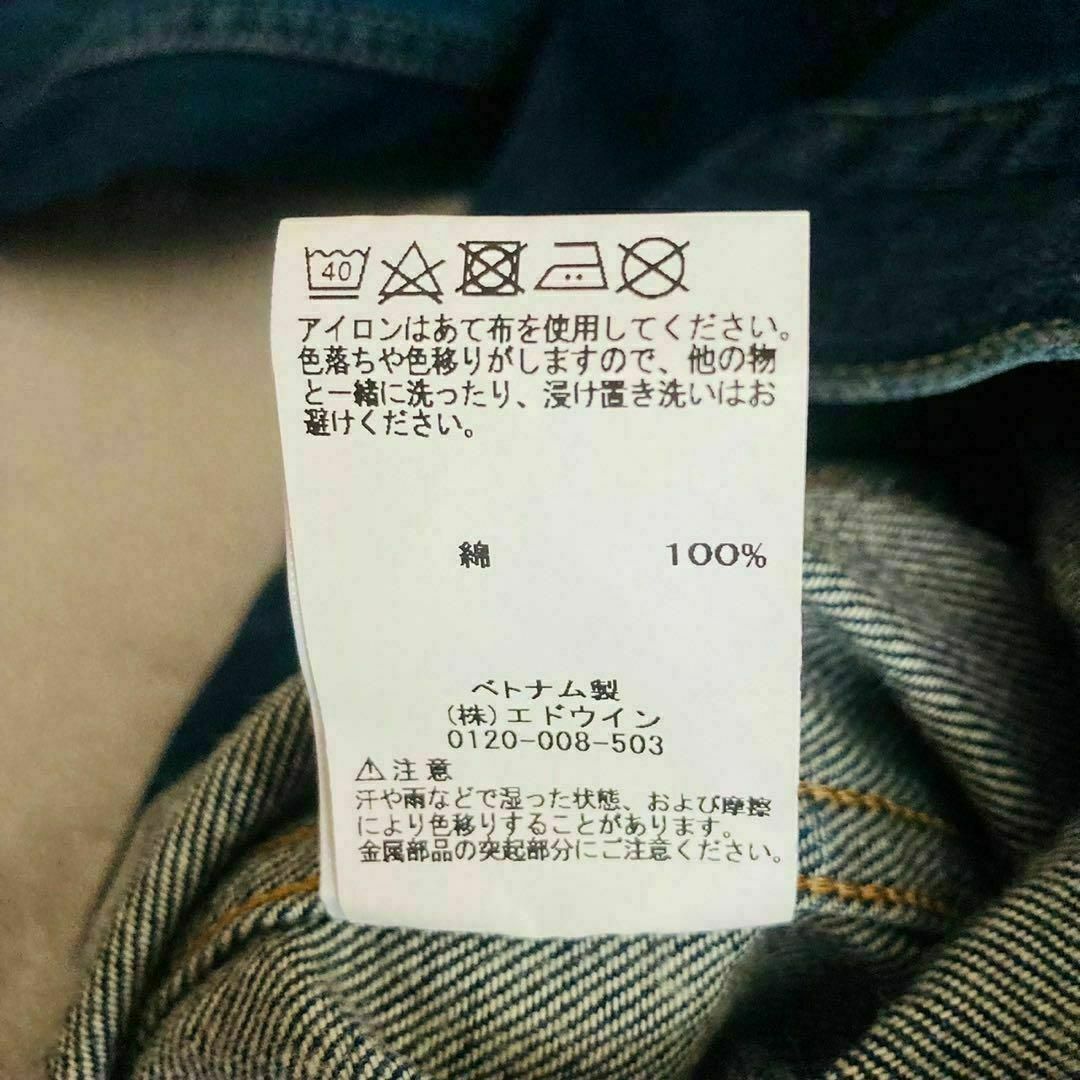 40
アイロンはあて布を使用してください。
色落ちや色移りがしますので、他の物
と一緒に洗ったり、浸け置き洗いはお
避けください。
綿 100%
ベトナム製
(株)エドウイン
0120-008-503
⚠注意
汗や雨などで湿った状態、および摩擦
により色移りすることがあります。
金属部品の突起部分にご注意ください。